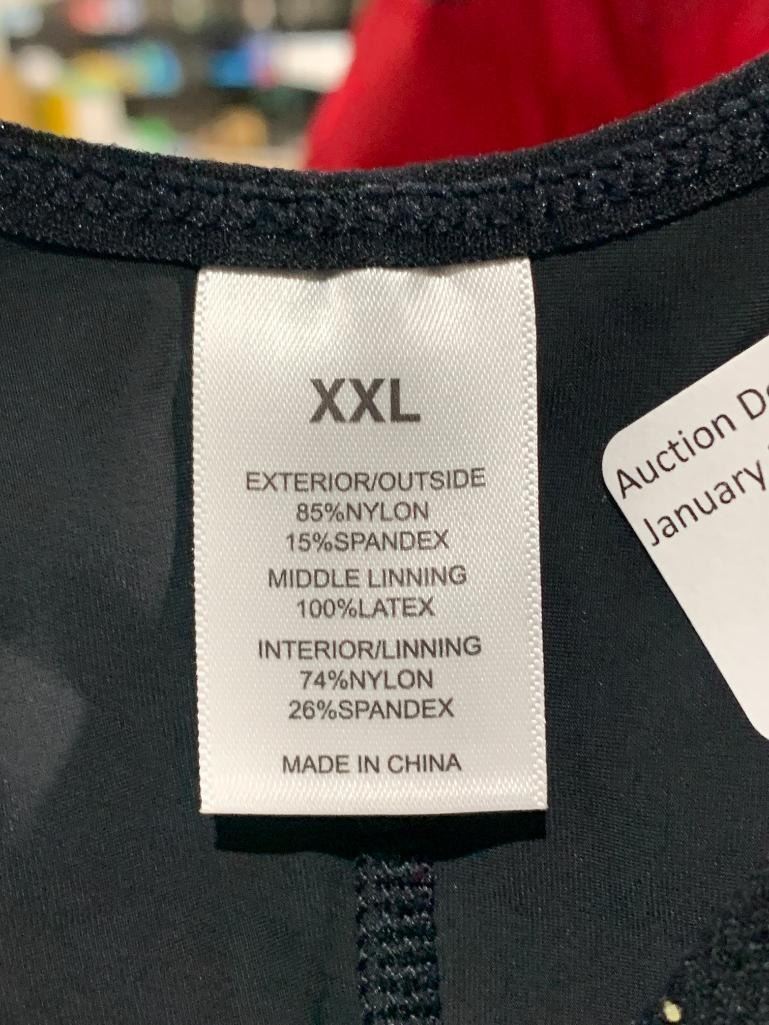 XXL
EXTERIOR/OUTSIDE
85%NYLON
15%SPANDEX
MIDDLE LINNING
100%LATEX
INTERIOR/LINNING
74%NYLON
26%SPANDEX
MADE IN CHINA
Auction
January